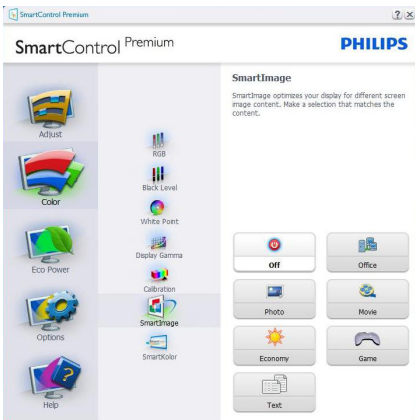 SmartControl Premium
SmartControl Premium
PHILIPS
Adjust
Color
Eco Power
Options
Help
RGB
Black Level
White Point
Display Gamma
Calibration
SmartImage
SmartKolor
SmartImage
SmartImage optimizes your display for different screen
image content. Make a selection that matches the
content.
Off
Office
Photo
Movie
Economy
Game
Text